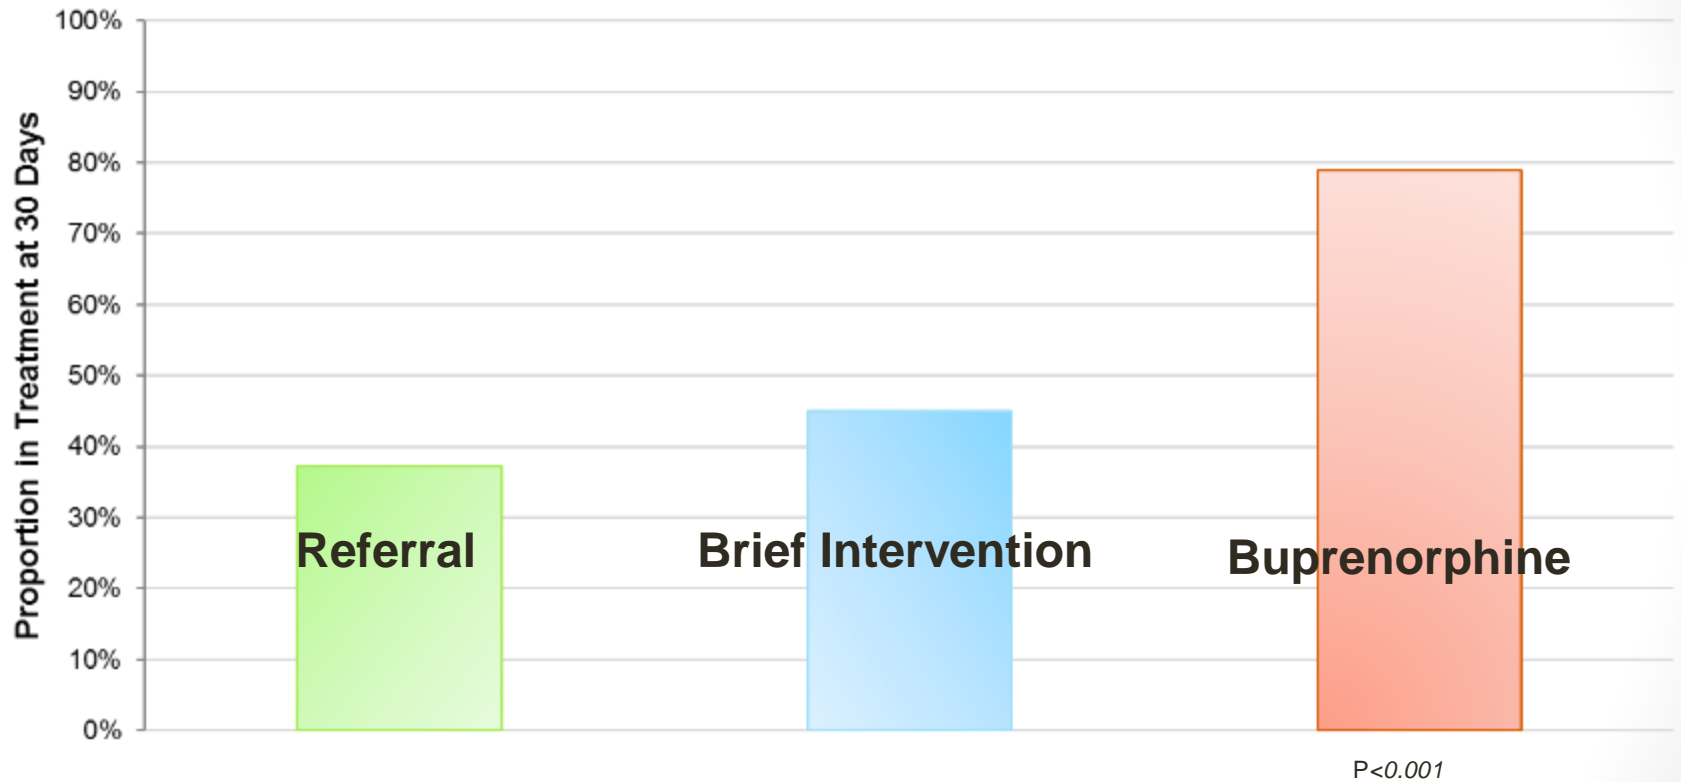 Proportion in Treatment at 30 Days
100%
90%
80%
70%
60%
50%
40%
30%
20%
10%
0%
Referral
Brief Intervention
Buprenorphine
P<0.001